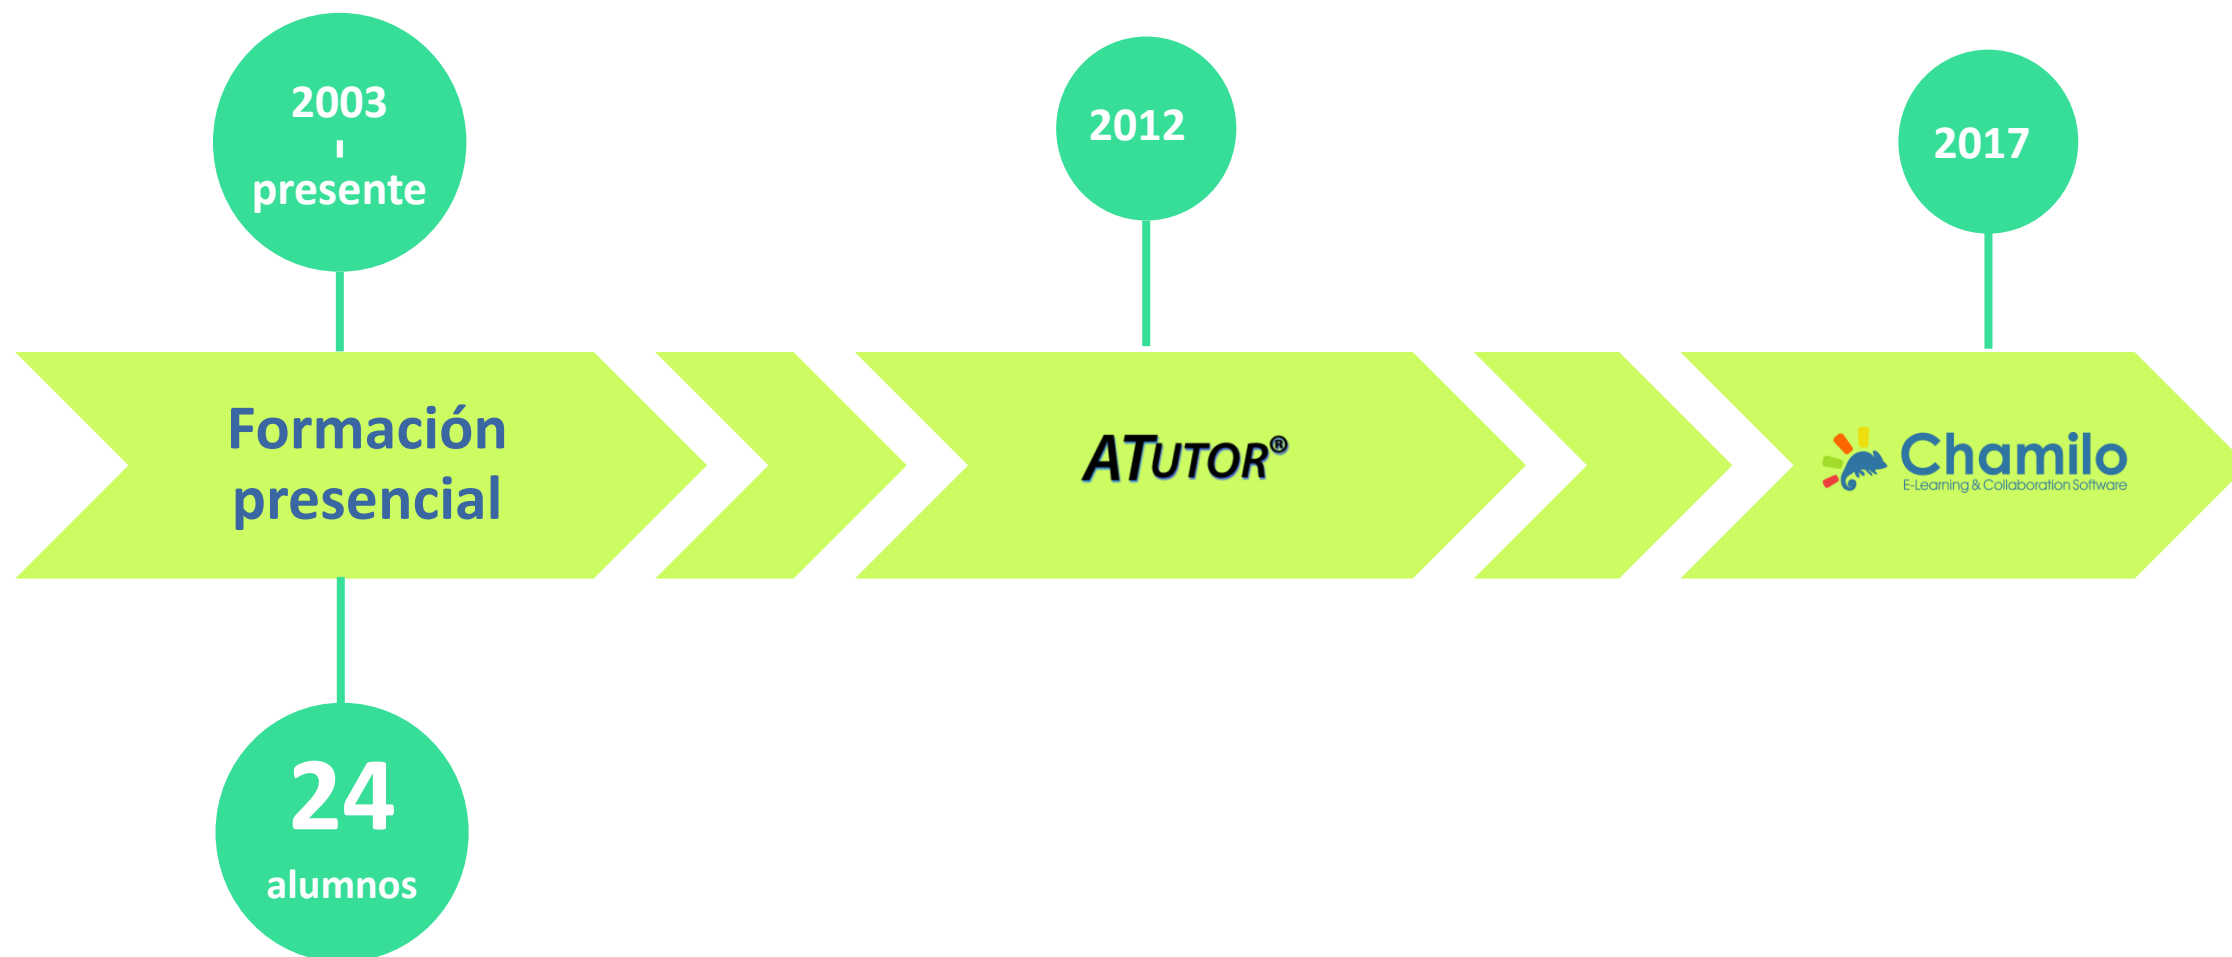 2003
-
presente
2012
2017
Formación
presencial
ATUTOR®
Chamilo
E-Learning & Collaboration Software
24
alumnos